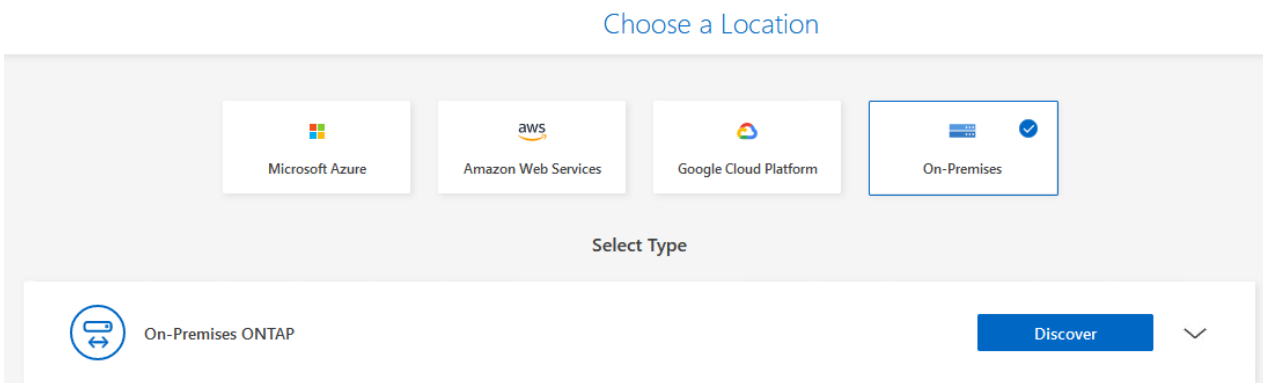 Choose a Location
aws
Microsoft Azure
Amazon Web Services
Google Cloud Platform
On-Premises
Select Type
On-Premises ONTAP
Discover